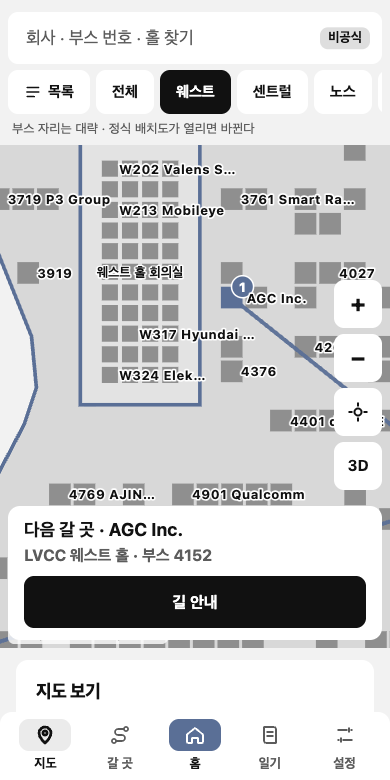 회사 · 부스 번호 · 홀 찾기
비공식
목록
전체
웨스트
센트럴
노스
부스 자리는 대략 · 정식 배치도가 열리면 바뀐다
W202 Valens S...
3719 P3 Group
3761 Smart Ra...
W213 Mobileye
3919
웨스트 홀 회의실
4027
1
AGC Inc.
+
W317 Hyundai ...
−
W324 Elek...
4376
4401
3D
4769 AJIN...
4901 Qualcomm
다음 갈 곳 · AGC Inc.
LVCC 웨스트 홀 · 부스 4152
길 안내
지도 보기
지도
갈 곳
홈
일기
설정